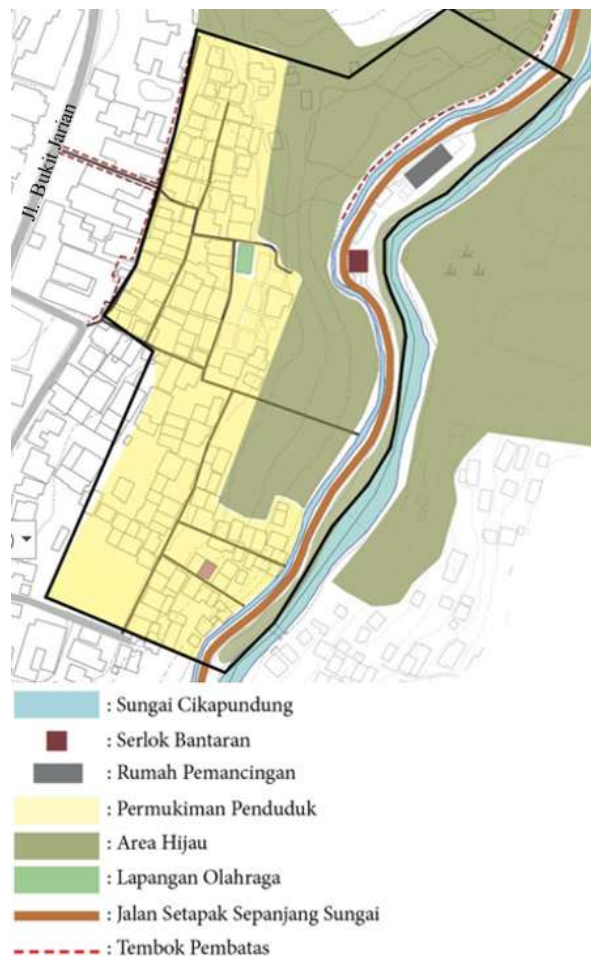 Jl. Bukit Jarian
: Sungai Cikapundung
: Serlok Bantaran
: Rumah Pemancingan
: Permukiman Penduduk
: Area Hijau
: Lapangan Olahraga
: Jalan Setapak Sepanjang Sungai
: Tembok Pembatas